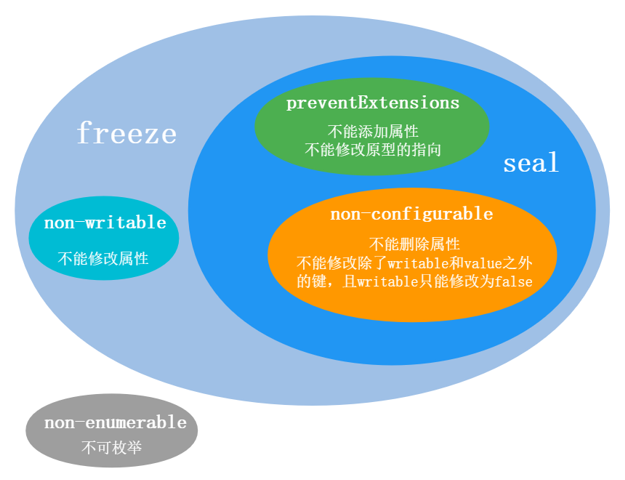 preventExtensions
不能添加属性
不能修改原型的指向
freeze
seal
non-writable
不能修改属性
non-configurable
不能删除属性
不能修改除了writable和value之外
的键，且writable只能修改为false
non-enumerable
不可枚举